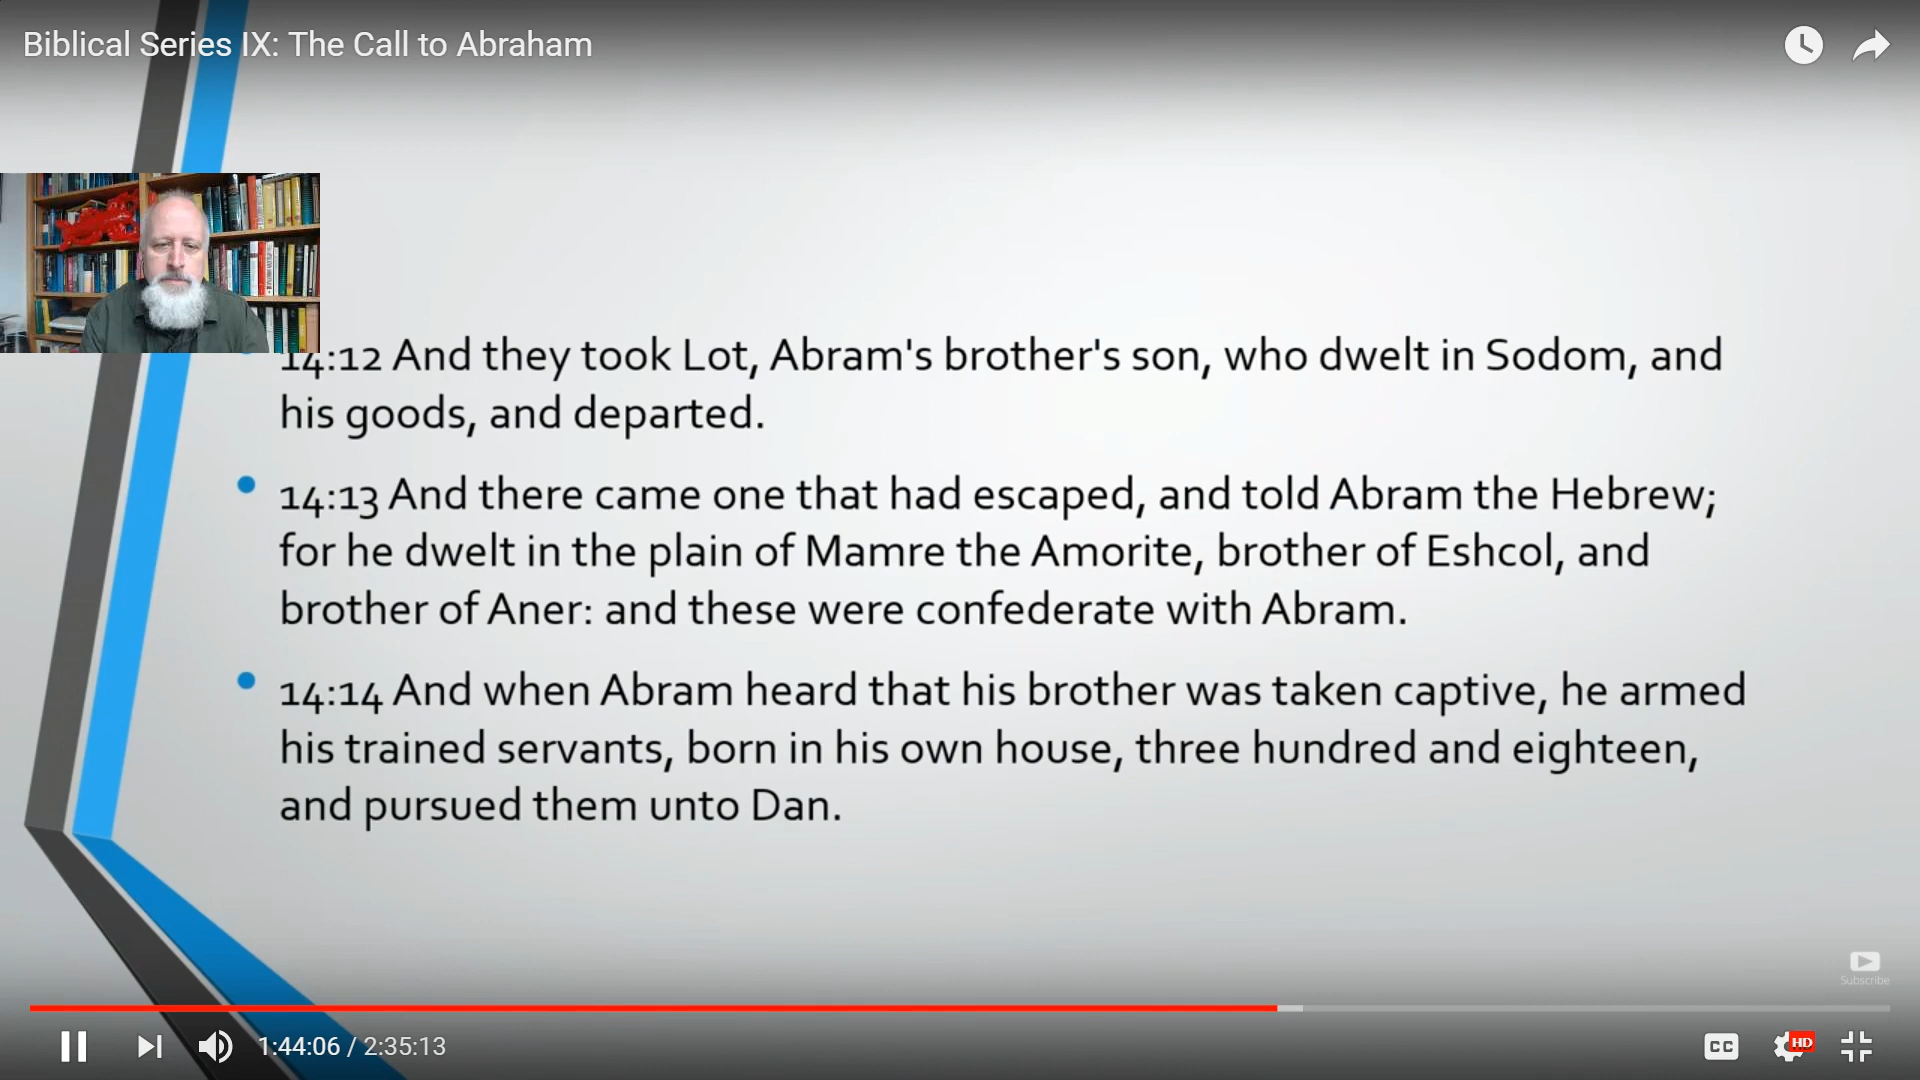 Biblical Series IX: The Call to Abraham
14:12 And they took Lot, Abram's brother's son, who dwelt in Sodom, and
his goods, and departed.
• 14:13 And there came one that had escaped, and told Abram the Hebrew;
for he dwelt in the plain of Mamre the Amorite, brother of Eshcol, and
brother of Aner: and these were confederate with Abram.
• 14:14 And when Abram heard that his brother was taken captive, he armed
his trained servants, born in his own house, three hundred and eighteen,
and pursued them unto Dan.
Subscribe
1:44:06 / 2:35:13
CC
HD